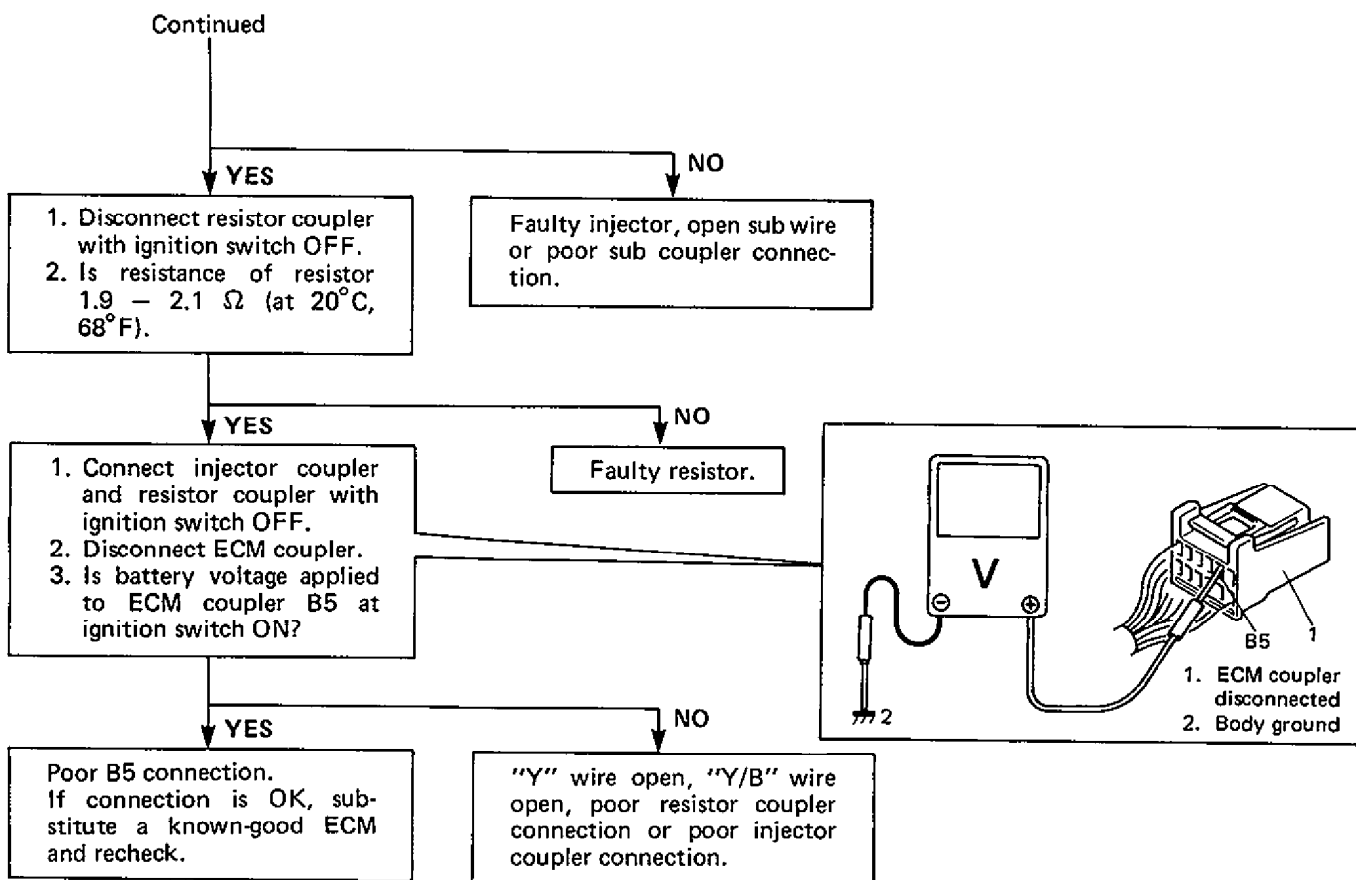 Continued
YES
NO
1. Disconnect resistor coupler
with ignition switch OFF.
2. Is resistance of resistor
1.9 – 2.1 Ω (at 20°C,
68°F).
Faulty injector, open sub wire
or poor sub coupler connec-
tion.
YES
NO
1. Connect injector coupler
and resistor coupler with
ignition switch OFF.
2. Disconnect ECM coupler.
3. Is battery voltage applied
to ECM coupler B5 at
ignition switch ON?
Faulty resistor.
V
⊖ ⊕
B5
1
2
1. ECM coupler
disconnected
2. Body ground
YES
NO
Poor B5 connection.
If connection is OK, sub-
stitute a known-good ECM
and recheck.
"Y" wire open, "Y/B" wire
open, poor resistor coupler
connection or poor injector
coupler connection.